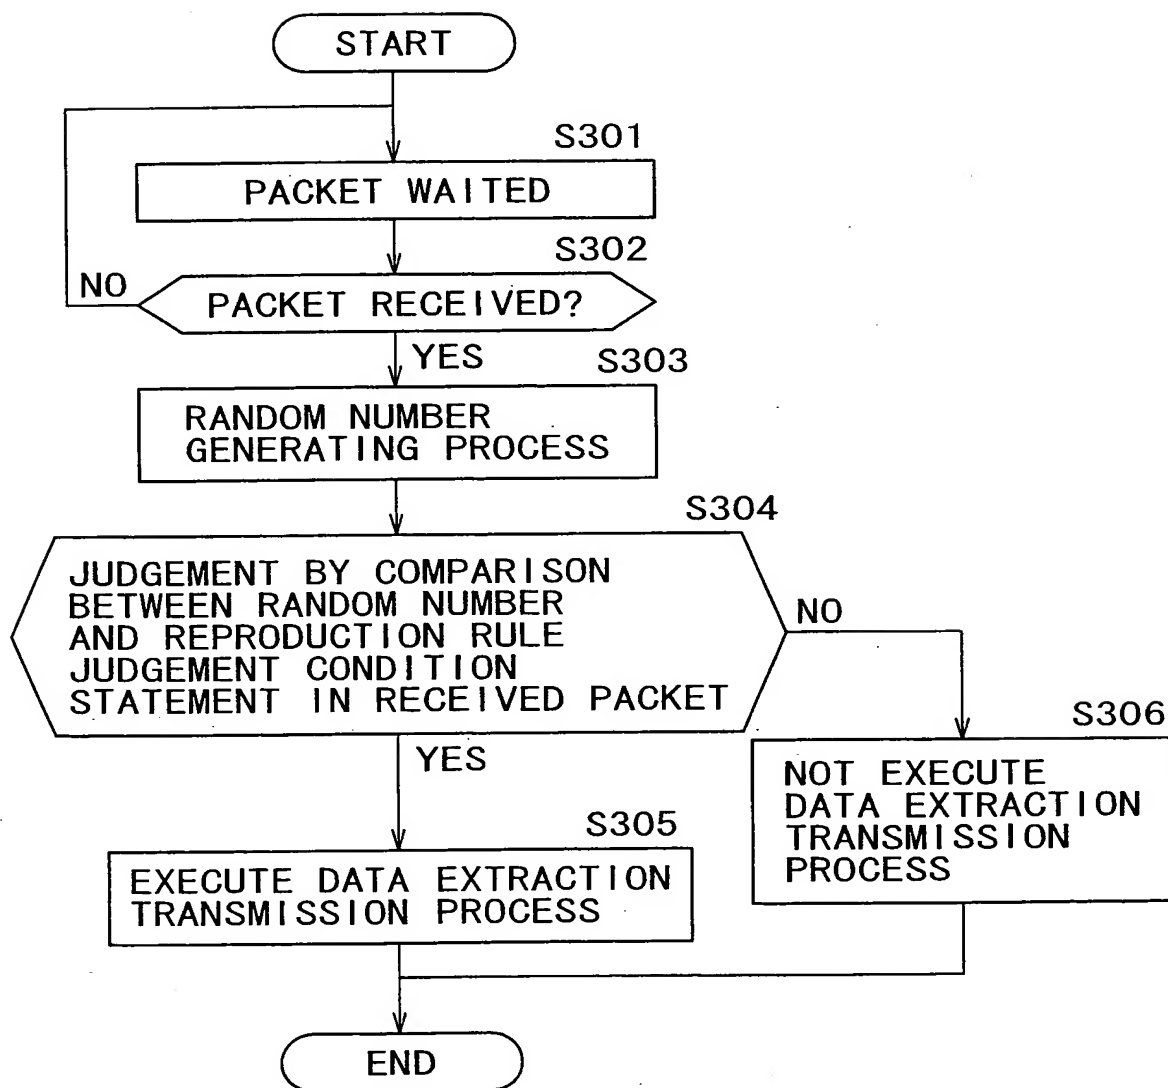 START
S301
PACKET WAITED
S302
NO
PACKET RECEIVED?
YES
S303
RANDOM NUMBER
GENERATING PROCESS
S304
JUDGEMENT BY COMPARISON
BETWEEN RANDOM NUMBER
AND REPRODUCTION RULE
JUDGEMENT CONDITION
STATEMENT IN RECEIVED PACKET
NO
YES
S306
NOT EXECUTE
DATA EXTRACTION
TRANSMISSION
PROCESS
S305
EXECUTE DATA EXTRACTION
TRANSMISSION PROCESS
END